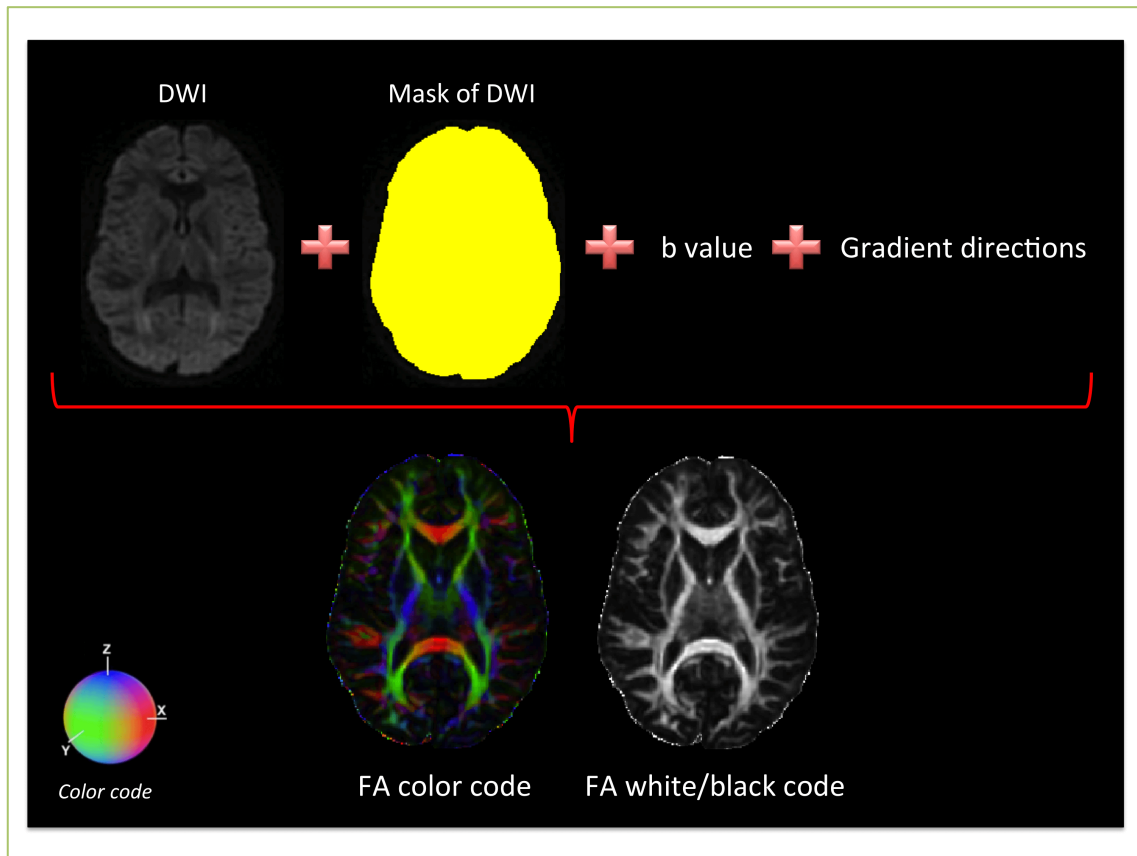 DWI
Mask of DWI
b value
Gradient directions
Z
X
Y
Color code
FA color code
FA white/black code